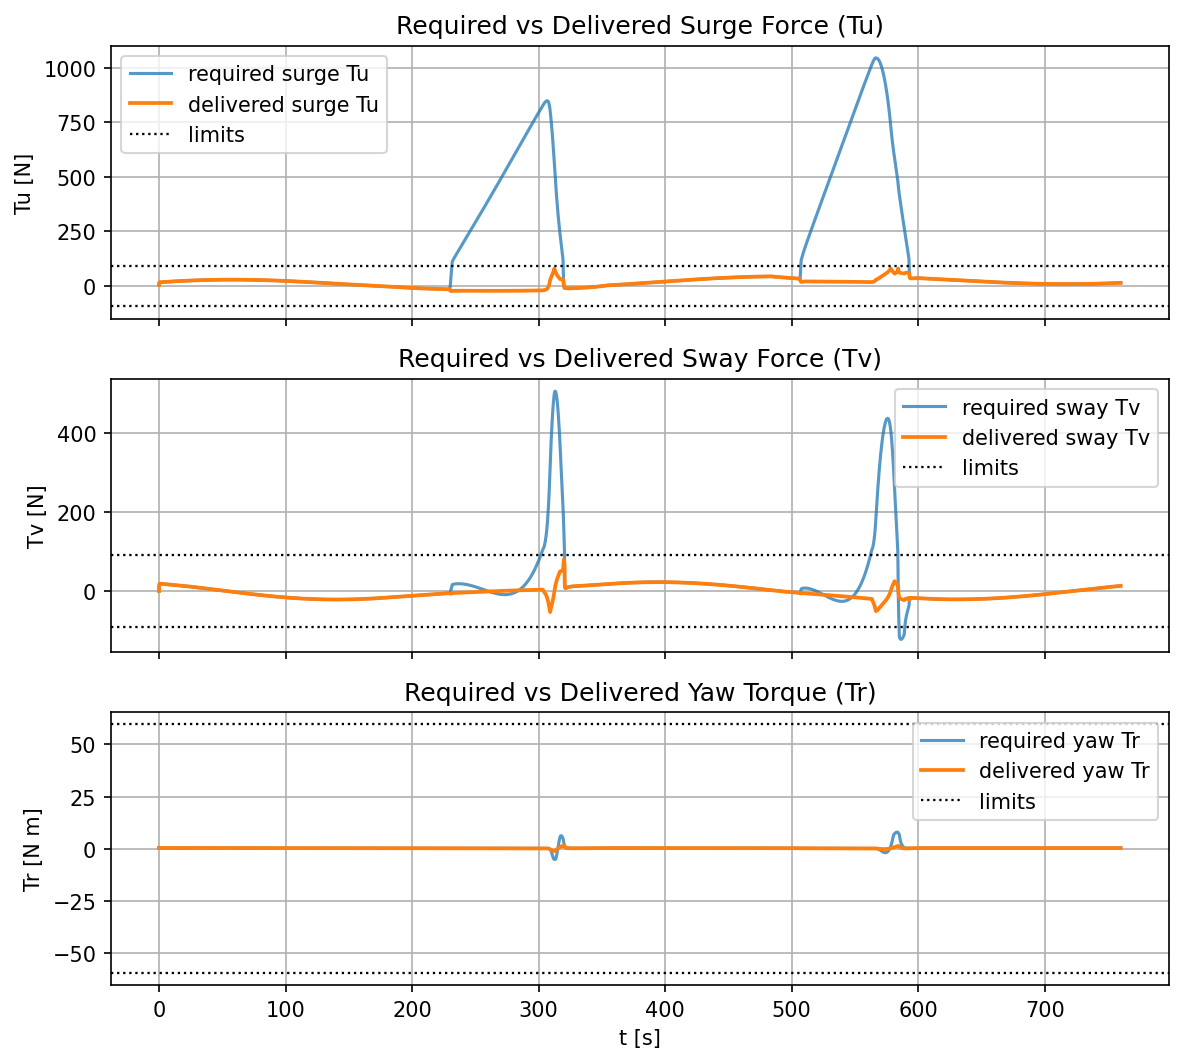 Required vs Delivered Surge Force (Tu)
1000
750
500
250
0
Tu [N]
required surge Tu
delivered surge Tu
limits
Required vs Delivered Sway Force (Tv)
400
200
0
Tv [N]
required sway Tv
delivered sway Tv
limits
Required vs Delivered Yaw Torque (Tr)
50
25
0
−25
−50
Tr [N m]
required yaw Tr
delivered yaw Tr
limits
0 100 200 300 400 500 600 700
t [s]